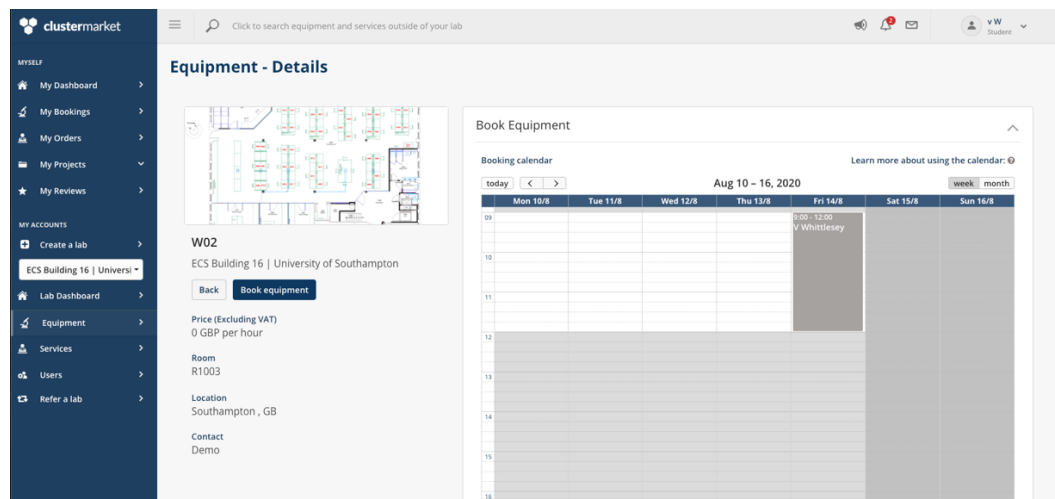 clustermarket
Click to search equipment and services outside of your lab
2
v W
Student
MYSELF
My Dashboard
My Bookings
My Orders
My Projects
My Reviews
MY ACCOUNTS
Create a lab
ECS Building 16 | Universi
Lab Dashboard
Equipment
Services
Users
Refer a lab
Equipment - Details
W02
ECS Building 16 | University of Southampton
Back
Book equipment
Price (Excluding VAT)
0 GBP per hour
Room
R1003
Location
Southampton , GB
Contact
Demo
Book Equipment
Booking calendar
Learn more about using the calendar:
today
Aug 10 – 16, 2020
week month
Mon 10/8 Tue 11/8 Wed 12/8 Thu 13/8 Fri 14/8 Sat 15/8 Sun 16/8
09
9:00 - 12:00
V Whittlesey
10
11
12
13
14
15
16